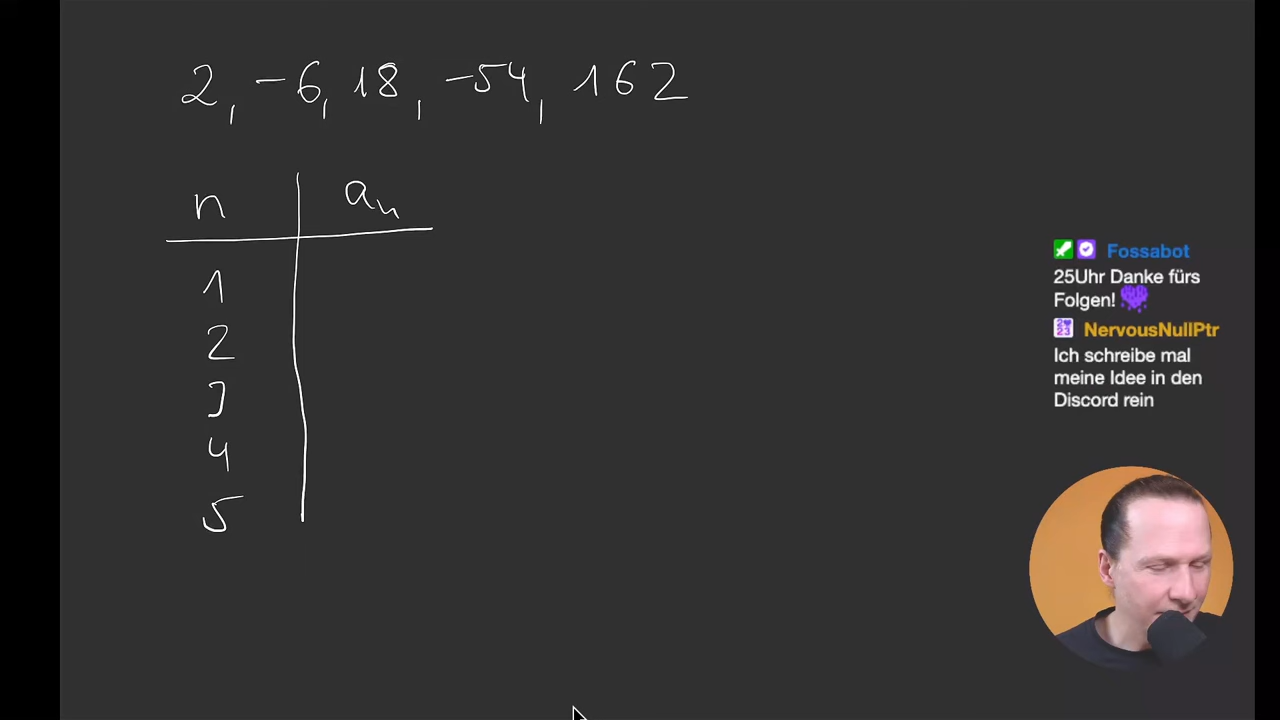 2, -6, 18, -54, 162
n aₙ
1
2
3
4
5
Fossabot
25Uhr Danke fürs
Folgen!
NervousNullPtr
Ich schreibe mal
meine Idee in den
Discord rein